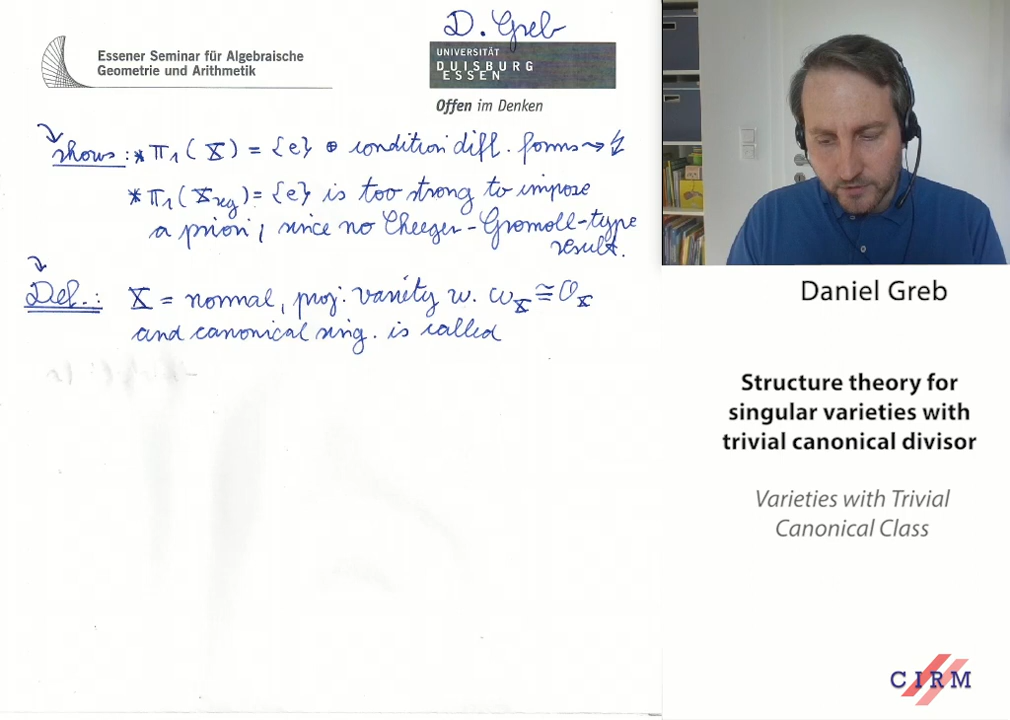 D. Greb
Essener Seminar für Algebraische
Geometrie und Arithmetik
UNIVERSITÄT
DUISBURG
ESSEN
Offen im Denken
shows: * π₁(X) = {e} ⊕ condition diff. forms ⇝ ↯
* π₁(X_reg) = {e} is too strong to impose
a priori, since no Cheeger-Gromoll-type
result.
Def.: X = normal, proj. variety w. ω_X ≅ O_X
and canonical sing. is called
Daniel Greb
Structure theory for
singular varieties with
trivial canonical divisor
Varieties with Trivial
Canonical Class
CIRM